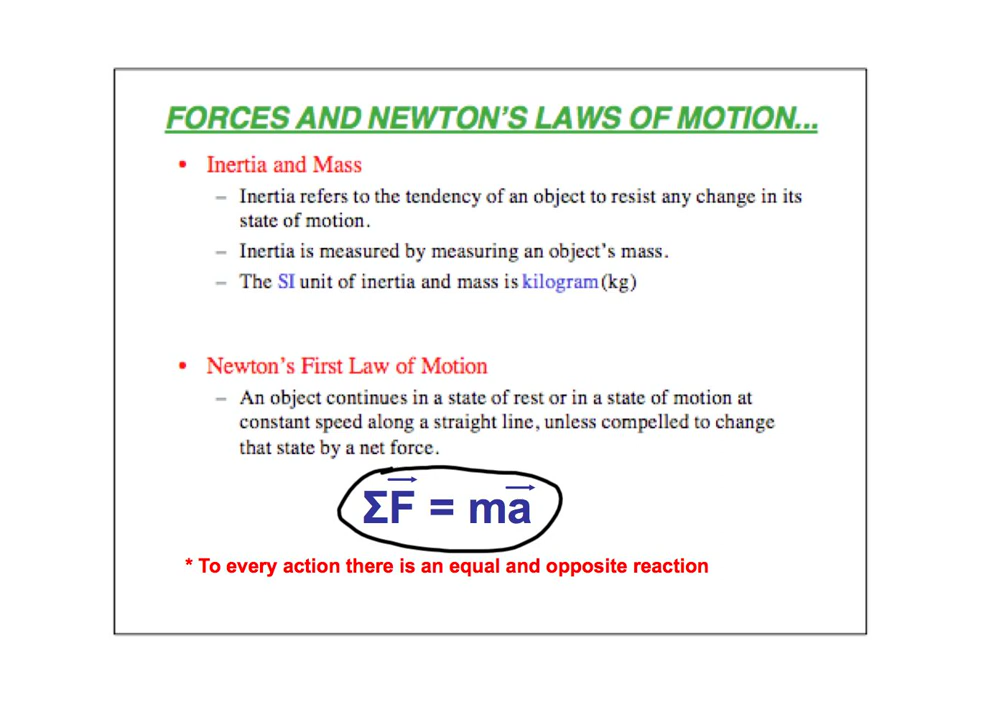 FORCES AND NEWTON'S LAWS OF MOTION...
• Inertia and Mass
– Inertia refers to the tendency of an object to resist any change in its
state of motion.
– Inertia is measured by measuring an object's mass.
– The SI unit of inertia and mass is kilogram (kg)
• Newton's First Law of Motion
– An object continues in a state of rest or in a state of motion at
constant speed along a straight line, unless compelled to change
that state by a net force.
ΣF⃗ = ma⃗
* To every action there is an equal and opposite reaction